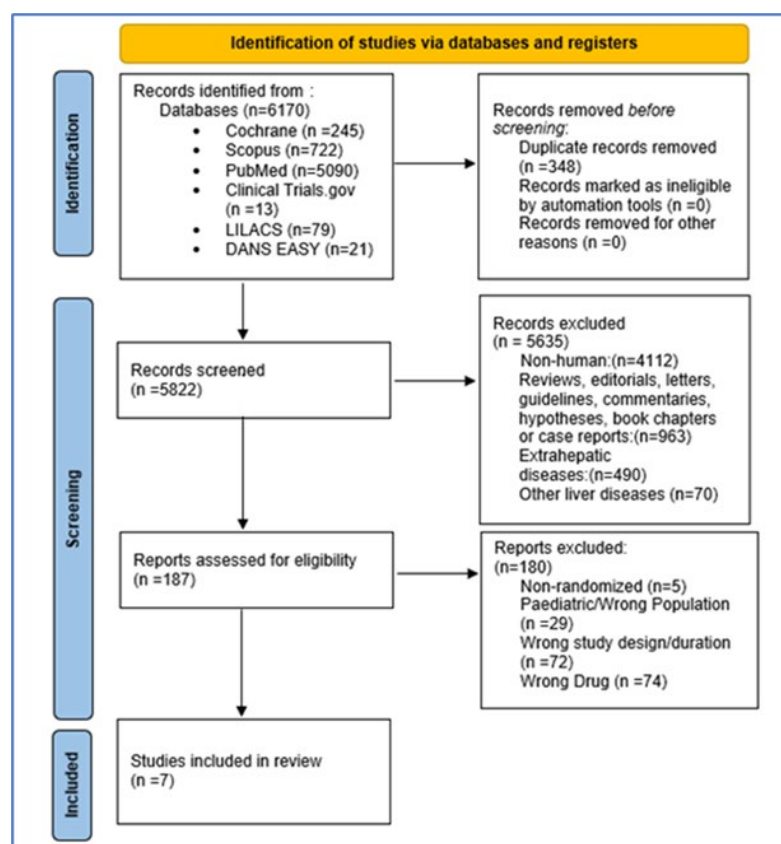 Identification of studies via databases and registers
Identification
Records identified from :
Databases (n=6170)
• Cochrane (n =245)
• Scopus (n=722)
• PubMed (n=5090)
• Clinical Trials.gov
(n =13)
• LILACS (n=79)
• DANS EASY (n=21)
Records removed before
screening:
Duplicate records removed
(n =348)
Records marked as ineligible
by automation tools (n =0)
Records removed for other
reasons (n =0)
Screening
Records screened
(n =5822)
Records excluded
(n = 5635)
Non-human:(n=4112)
Reviews, editorials, letters,
guidelines, commentaries,
hypotheses, book chapters
or case reports:(n=963)
Extrahepatic
diseases:(n=490)
Other liver diseases (n=70)
Reports assessed for eligibility
(n =187)
Reports excluded:
(n=180)
Non-randomized (n=5)
Paediatric/Wrong Population
(n =29)
Wrong study design/duration
(n =72)
Wrong Drug (n =74)
Included
Studies included in review
(n =7)